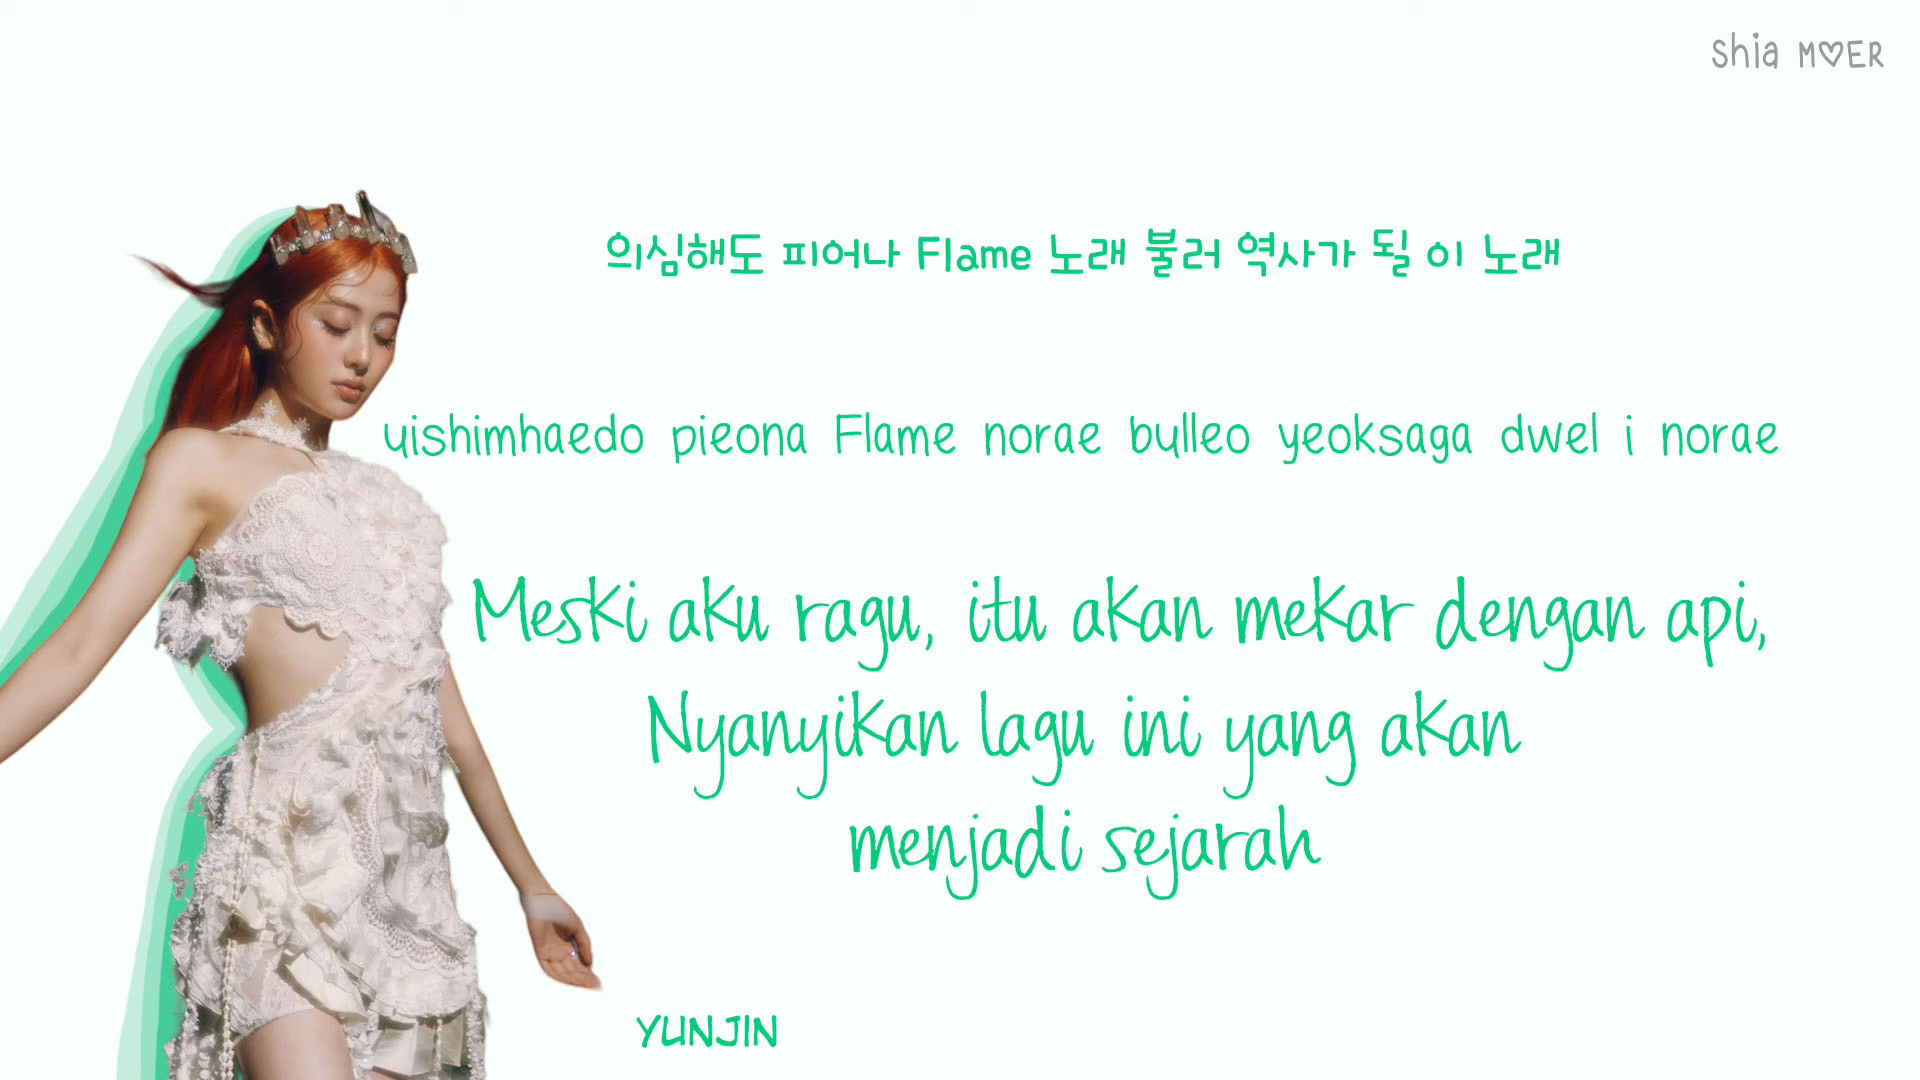 Shia M♡ER
의심해도 피어나 Flame 노래 불러 역사가 될 이 노래
uishimhaedo pieona Flame norae bulleo yeoksaga dwel i norae
Meski aku ragu, itu akan mekar dengan api,
Nyanyikan lagu ini yang akan
menjadi sejarah
YUNJIN